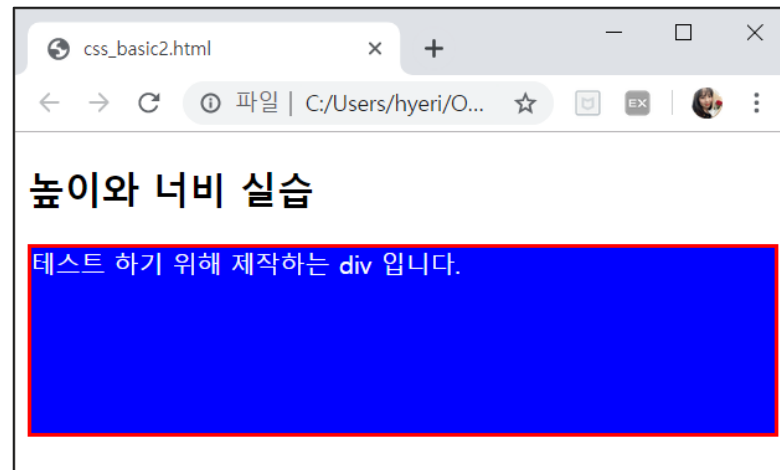 css_basic2.html
파일 | C:/Users/hyeri/O...
EX
높이와 너비 실습
테스트 하기 위해 제작하는 div 입니다.